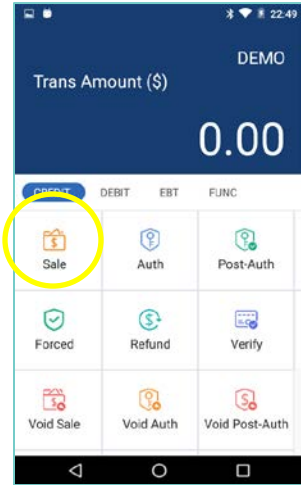 22:49
DEMO
Trans Amount ($)
0.00
CREDIT DEBIT EBT FUNC
Sale Auth Post-Auth
Forced Refund Verify
Void Sale Void Auth Void Post-Auth